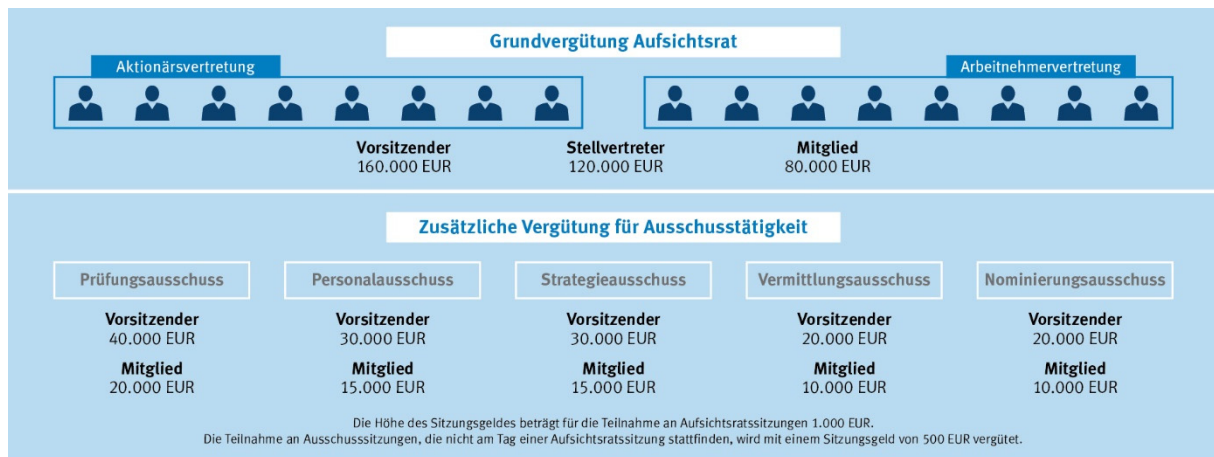 Grundvergütung Aufsichtsrat
Aktionärsvertretung
Arbeitnehmervertretung
Vorsitzender
160.000 EUR
Stellvertreter
120.000 EUR
Mitglied
80.000 EUR
Zusätzliche Vergütung für Ausschusstätigkeit
Prüfungsausschuss
Vorsitzender
40.000 EUR
Mitglied
20.000 EUR
Personalausschuss
Vorsitzender
30.000 EUR
Mitglied
15.000 EUR
Strategieausschuss
Vorsitzender
30.000 EUR
Mitglied
15.000 EUR
Vermittlungsausschuss
Vorsitzender
20.000 EUR
Mitglied
10.000 EUR
Nominierungsausschuss
Vorsitzender
20.000 EUR
Mitglied
10.000 EUR
Die Höhe des Sitzungsgeldes beträgt für die Teilnahme an Aufsichtsratssitzungen 1.000 EUR.
Die Teilnahme an Ausschusssitzungen, die nicht am Tag einer Aufsichtsratssitzung stattfinden, wird mit einem Sitzungsgeld von 500 EUR vergütet.